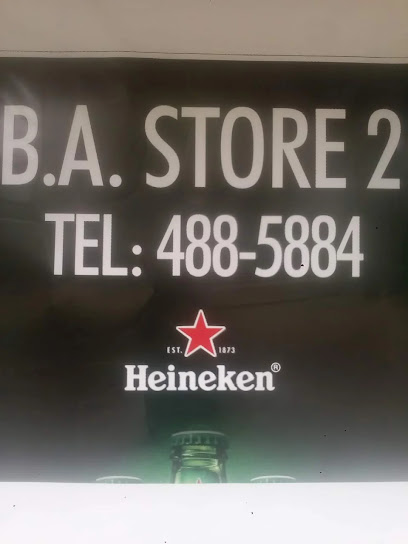 B.A. STORE 2
TEL: 488-5884
EST. 1873
Heineken®